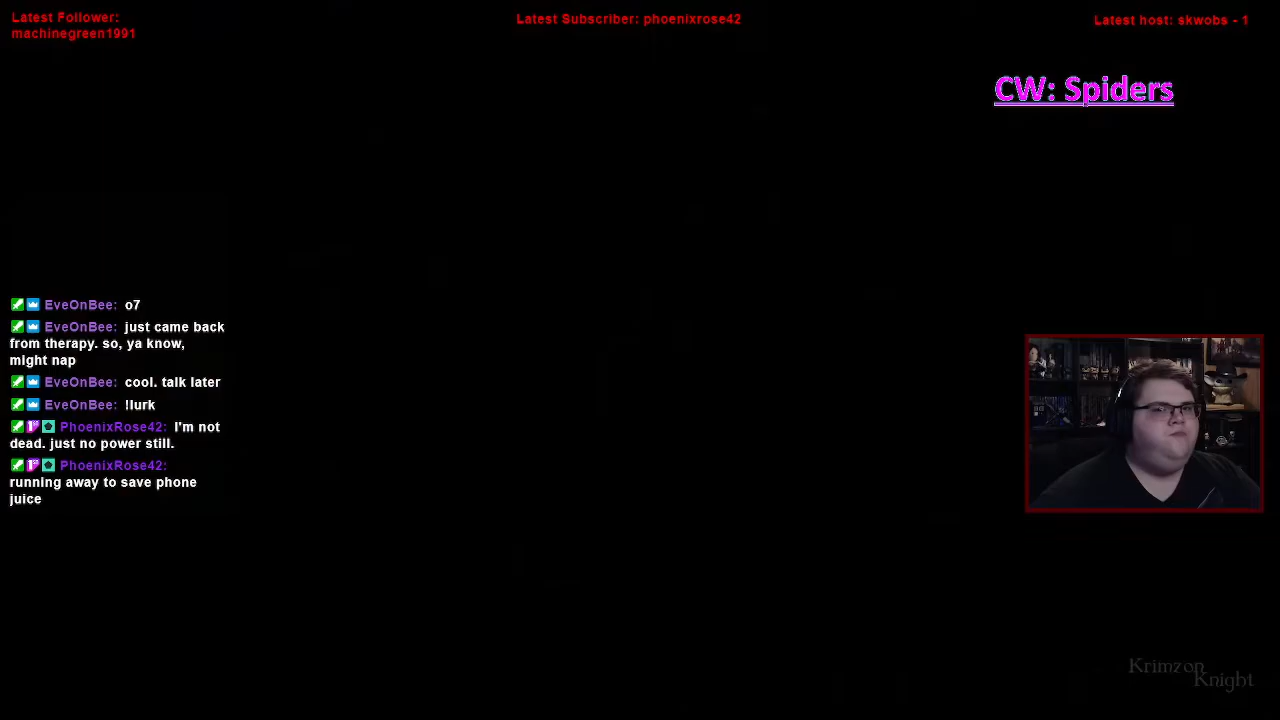 Latest Follower:
machinegreen1991
Latest Subscriber: phoenixrose42
Latest host: skwobs - 1
CW: Spiders
EveOnBee: o7
EveOnBee: just came back
from therapy. so, ya know,
might nap
EveOnBee: cool. talk later
EveOnBee: !lurk
PhoenixRose42: I'm not
dead. just no power still.
PhoenixRose42:
running away to save phone
juice
Krimzon
Knight